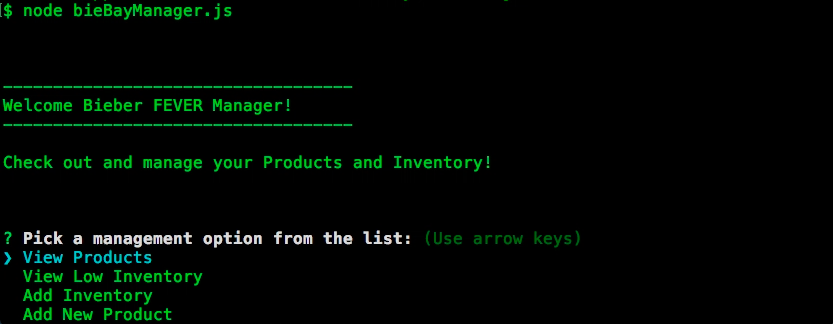 $ node bieBayManager.js
-----------------------------------
Welcome Bieber FEVER Manager!
-----------------------------------
Check out and manage your Products and Inventory!
? Pick a management option from the list: (Use arrow keys)
❯ View Products
View Low Inventory
Add Inventory
Add New Product